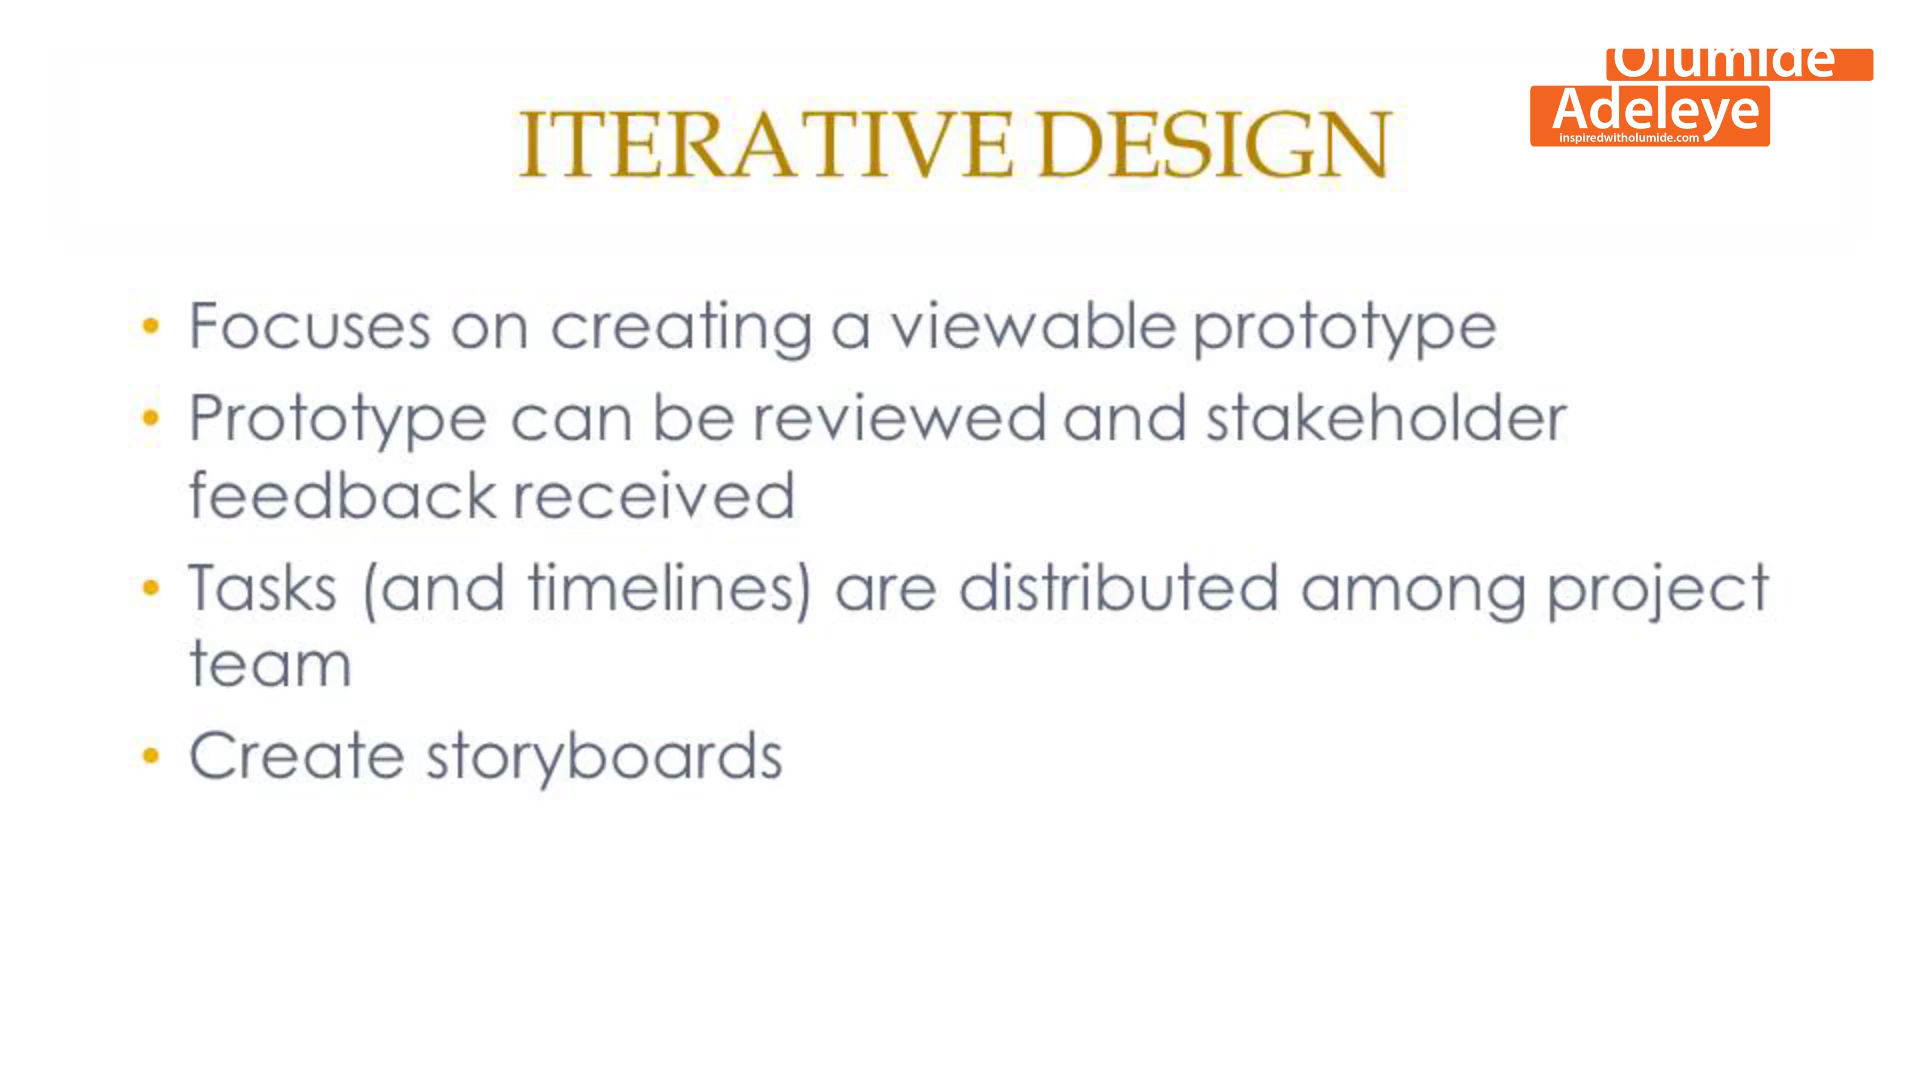 Olumide
Adeleye
inspiredwitholumide.com
ITERATIVE DESIGN
• Focuses on creating a viewable prototype
• Prototype can be reviewed and stakeholder
feedback received
• Tasks (and timelines) are distributed among project
team
• Create storyboards